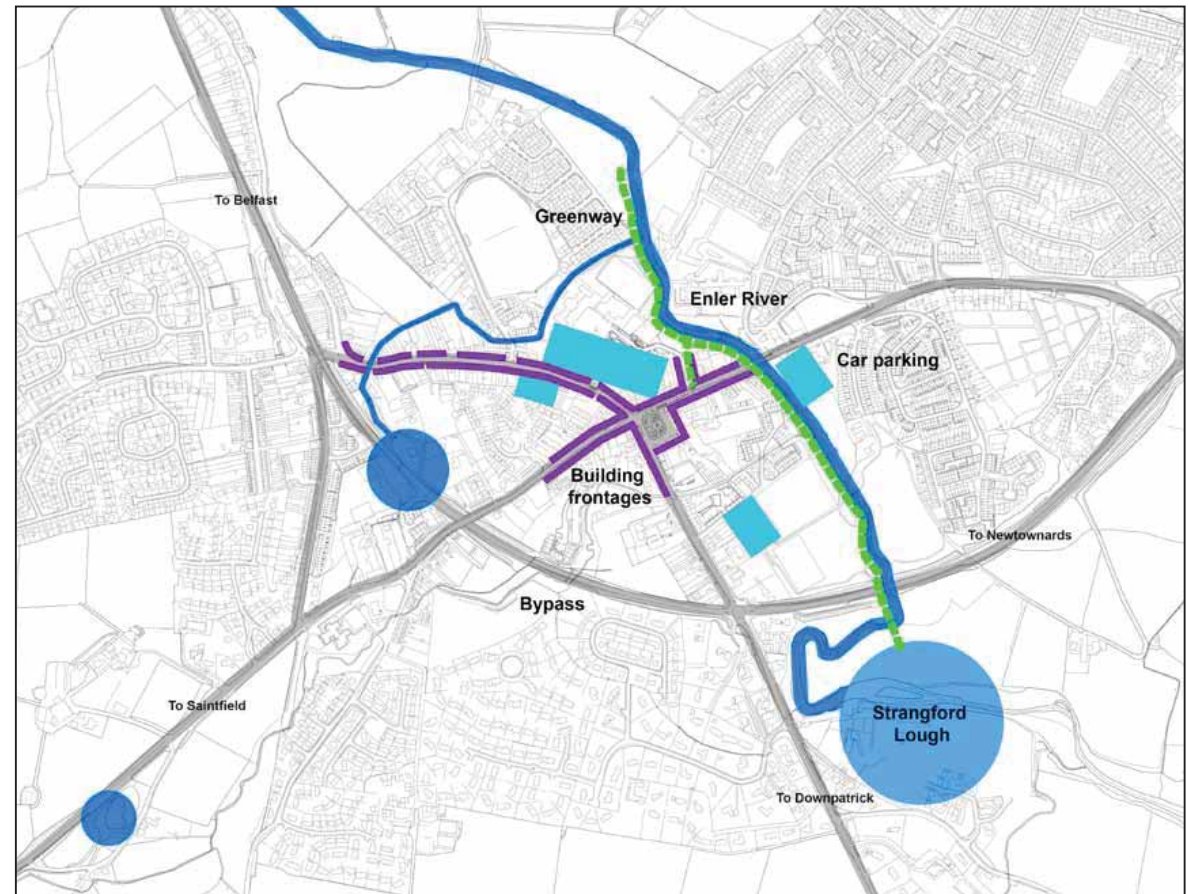 To Belfast
Greenway
Enler River
Car parking
Building
frontages
To Newtownards
Bypass
To Saintfield
Strangford
Lough
To Downpatrick